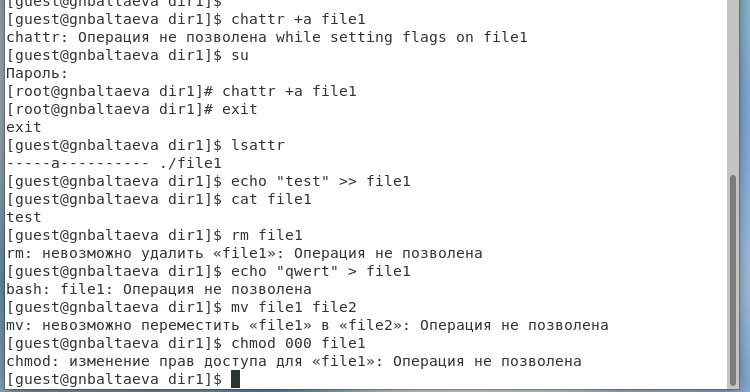 [guest@gnbaltaeva dir1]$
[guest@gnbaltaeva dir1]$ chattr +a file1
chattr: Операция не позволена while setting flags on file1
[guest@gnbaltaeva dir1]$ su
Пароль:
[root@gnbaltaeva dir1]# chattr +a file1
[root@gnbaltaeva dir1]# exit
exit
[guest@gnbaltaeva dir1]$ lsattr
-----a---------- ./file1
[guest@gnbaltaeva dir1]$ echo "test" >> file1
[guest@gnbaltaeva dir1]$ cat file1
test
[guest@gnbaltaeva dir1]$ rm file1
rm: невозможно удалить «file1»: Операция не позволена
[guest@gnbaltaeva dir1]$ echo "qwert" > file1
bash: file1: Операция не позволена
[guest@gnbaltaeva dir1]$ mv file1 file2
mv: невозможно переместить «file1» в «file2»: Операция не позволена
[guest@gnbaltaeva dir1]$ chmod 000 file1
chmod: изменение прав доступа для «file1»: Операция не позволена
[guest@gnbaltaeva dir1]$